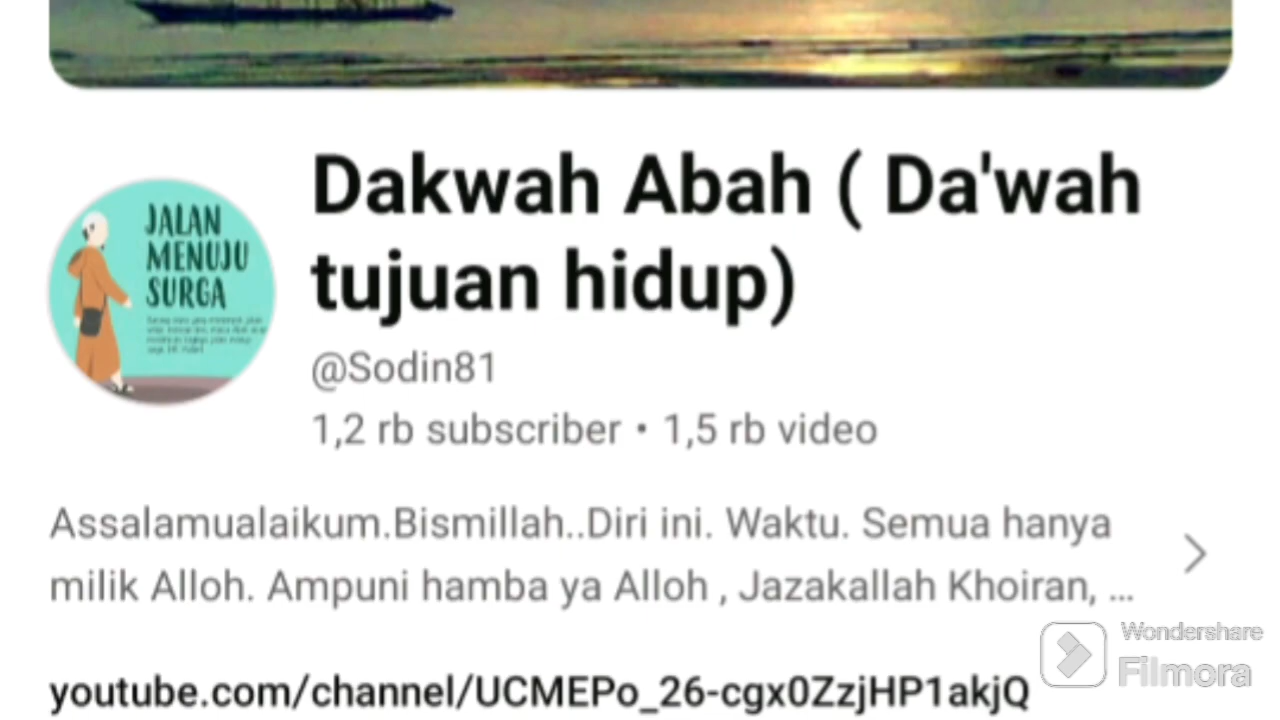 Dakwah Abah ( Da'wah
tujuan hidup)
JALAN
MENUJU
SURGA
@Sodin81
1,2 rb subscriber • 1,5 rb video
Assalamualaikum.Bismillah..Diri ini. Waktu. Semua hanya
milik Alloh. Ampuni hamba ya Alloh , Jazakallah Khoiran, ...
youtube.com/channel/UCMEPo_26-cgx0ZzjHP1akjQ
Wondershare
Filmora